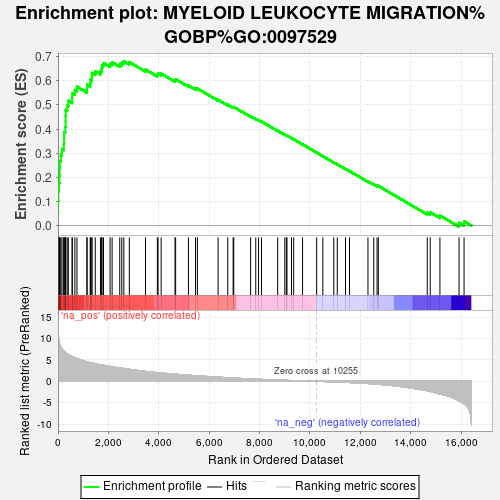 Enrichment plot: MYELOID LEUKOCYTE MIGRATION%
GOBP%GO:0097529
Enrichment score (ES)
0.7
0.6
0.5
0.4
0.3
0.2
0.1
0.0
Ranked list metric (PreRanked)
15
10
5
0
-5
-10
'na_pos' (positively correlated)
Zero cross at 10255
'na_neg' (negatively correlated)
0 2,000 4,000 6,000 8,000 10,000 12,000 14,000 16,000
Rank in Ordered Dataset
Enrichment profile Hits Ranking metric scores